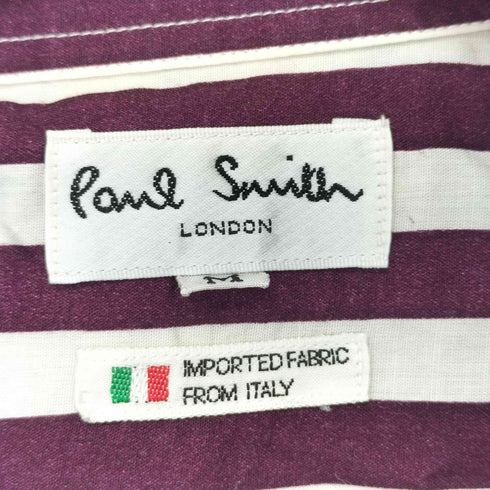 Paul Smith
LONDON
M
IMPORTED FABRIC
FROM ITALY